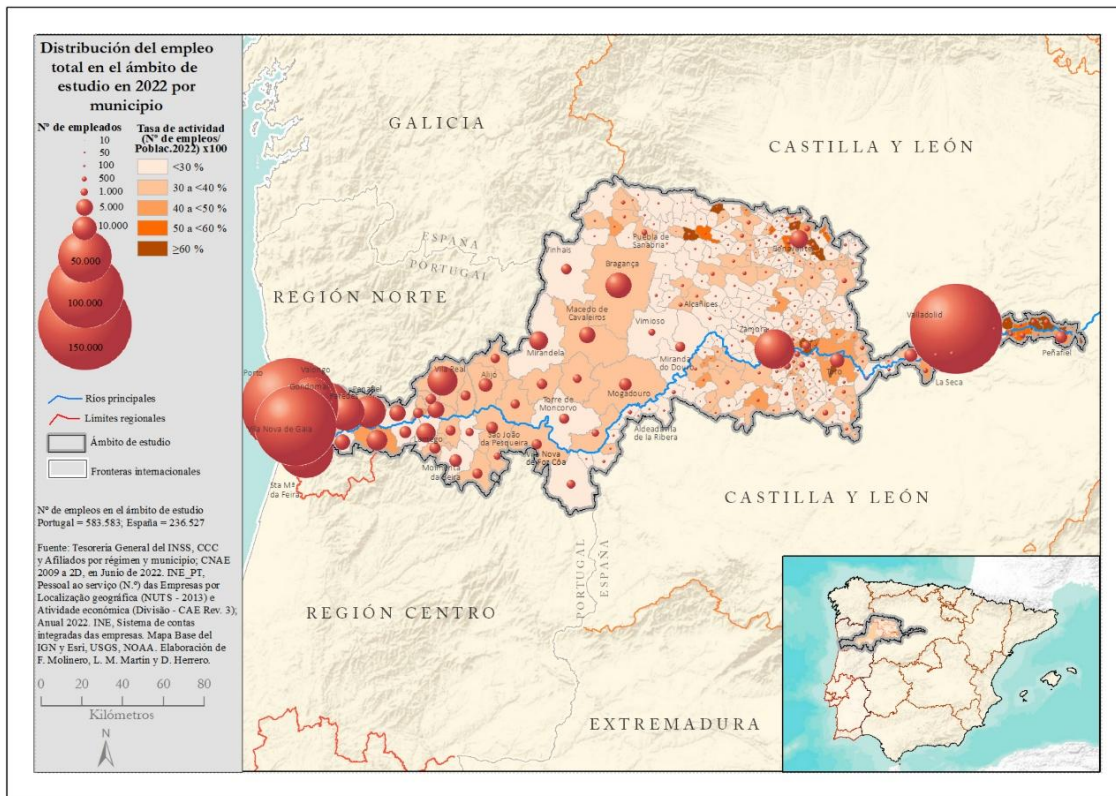 Distribución del empleo
total en el ámbito de
estudio en 2022 por
municipio
Nº de empleados
10
50
100
500
1.000
5.000
10.000
50.000
100.000
150.000
Tasa de actividad
(Nº de empleos/
Poblac.2022) x100
<30 %
30 a <40 %
40 a <50 %
50 a <60 %
≥60 %
Ríos principales
Límites regionales
Ámbito de estudio
Fronteras internacionales
Nº de empleos en el ámbito de estudio
Portugal = 583.583; España = 236.527
Fuente: Tesorería General del INSS, CCC
y Afiliados por régimen y municipio; CNAE
2009 a 2D, en Junio de 2022. INE_PT,
Pessoal ao serviço (N.º) das Empresas por
Localização geográfica (NUTS - 2013) e
Atividade económica (Divisão - CAE Rev. 3);
Anual 2022. INE, Sistema de contas
integradas das empresas. Mapa Base del
IGN y Esri, USGS, NOAA. Elaboración de
F. Molinero, L. M. Martín y D. Herrero.
0 20 40 60 80
Kilómetros
N
GALICIA
CASTILLA Y LEÓN
ESPAÑA
PORTUGAL
REGIÓN NORTE
Puebla de
Sanabria*
Benavente
Vinhais
Bragança
Macedo de
Cavaleiros
Alcañices
Vimioso
Zamora
Valladolid
Mirandela
Miranda
do Douro
Toro
Peñafiel
La Seca
Porto
Valongo
Gondomar
Penafiel
Paredes
Vila Real
Alijó
Mogadouro
Torre de
Moncorvo
Vila Nova de Gaia
Lamego
São João
da Pesqueira
Aldeadávila
de la Ribera
Vila Nova
de Foz Côa
Moimenta
da Beira
Sta Mª
da Feira
CASTILLA Y LEÓN
PORTUGAL
ESPAÑA
REGIÓN CENTRO
EXTREMADURA